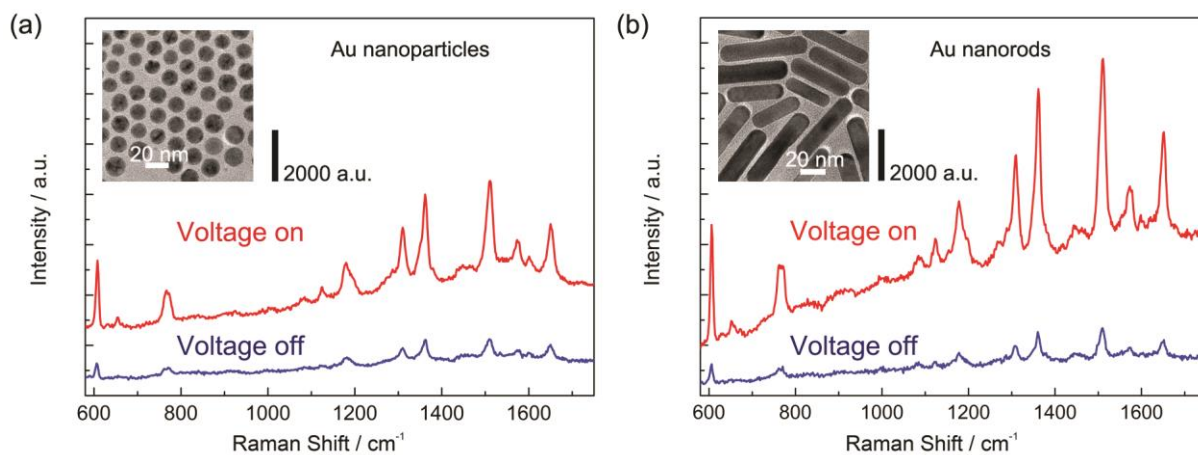 (a)
Au nanoparticles
20 nm
2000 a.u.
Voltage on
Voltage off
Intensity / a.u.
600 800 1000 1200 1400 1600
Raman Shift / cm⁻¹
(b)
Au nanorods
20 nm
2000 a.u.
Voltage on
Voltage off
Intensity / a.u.
600 800 1000 1200 1400 1600
Raman Shift / cm⁻¹